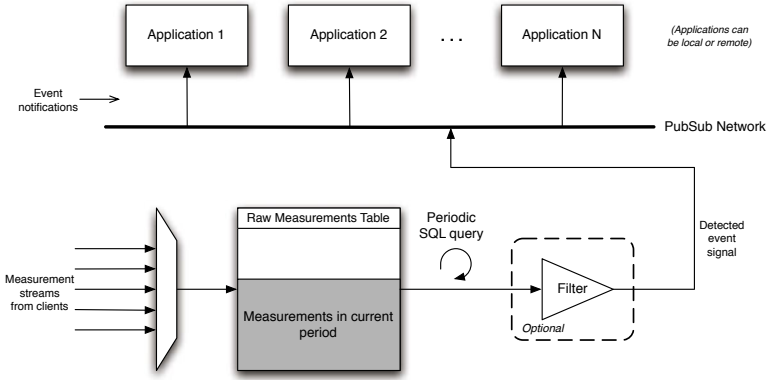 Application 1
Application 2
. . .
Application N
(Applications can
be local or remote)
Event
notifications
PubSub Network
Raw Measurements Table
Periodic
SQL query
Detected
event
signal
Measurement
streams
from clients
Measurements in current
period
Filter
Optional